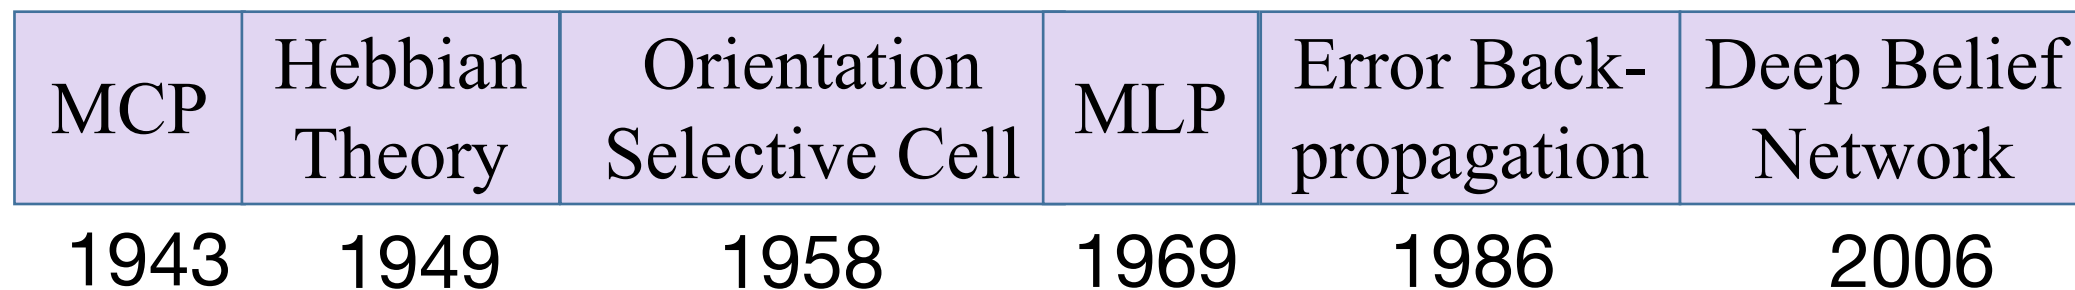 MCP
Hebbian
Theory
Orientation
Selective Cell
MLP
Error Back-
propagation
Deep Belief
Network
1943
1949
1958
1969
1986
2006